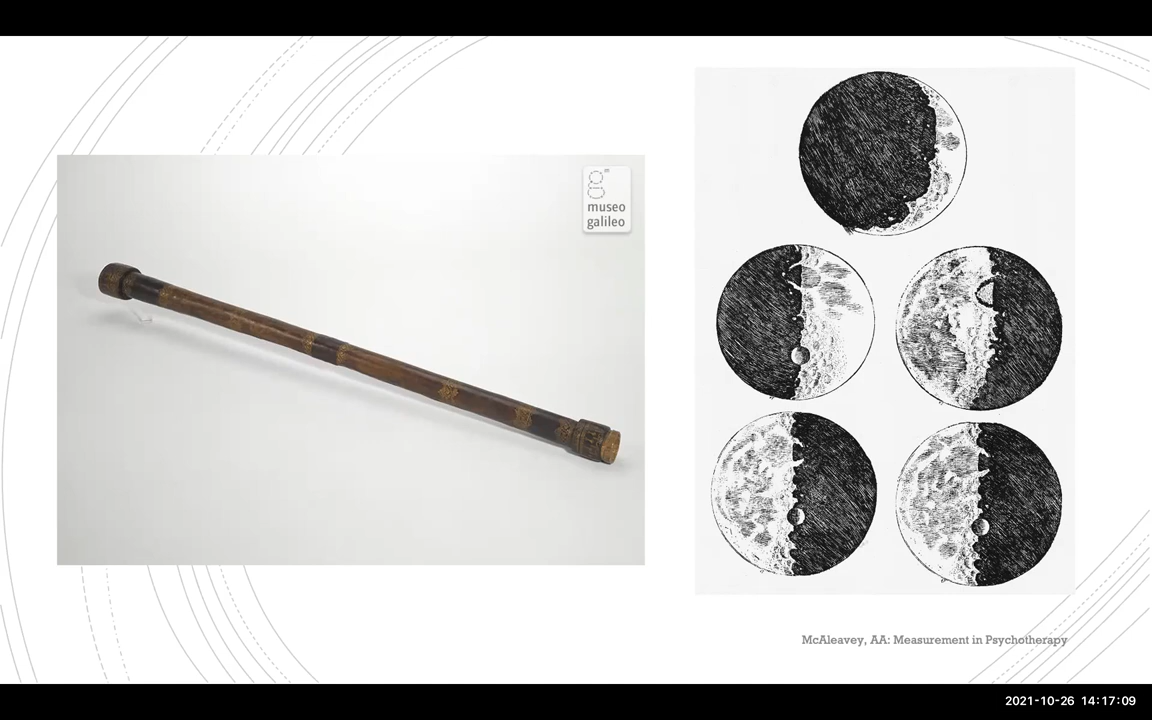 museo
galileo
McAleavey, AA: Measurement in Psychotherapy
2021-10-26 14:17:09